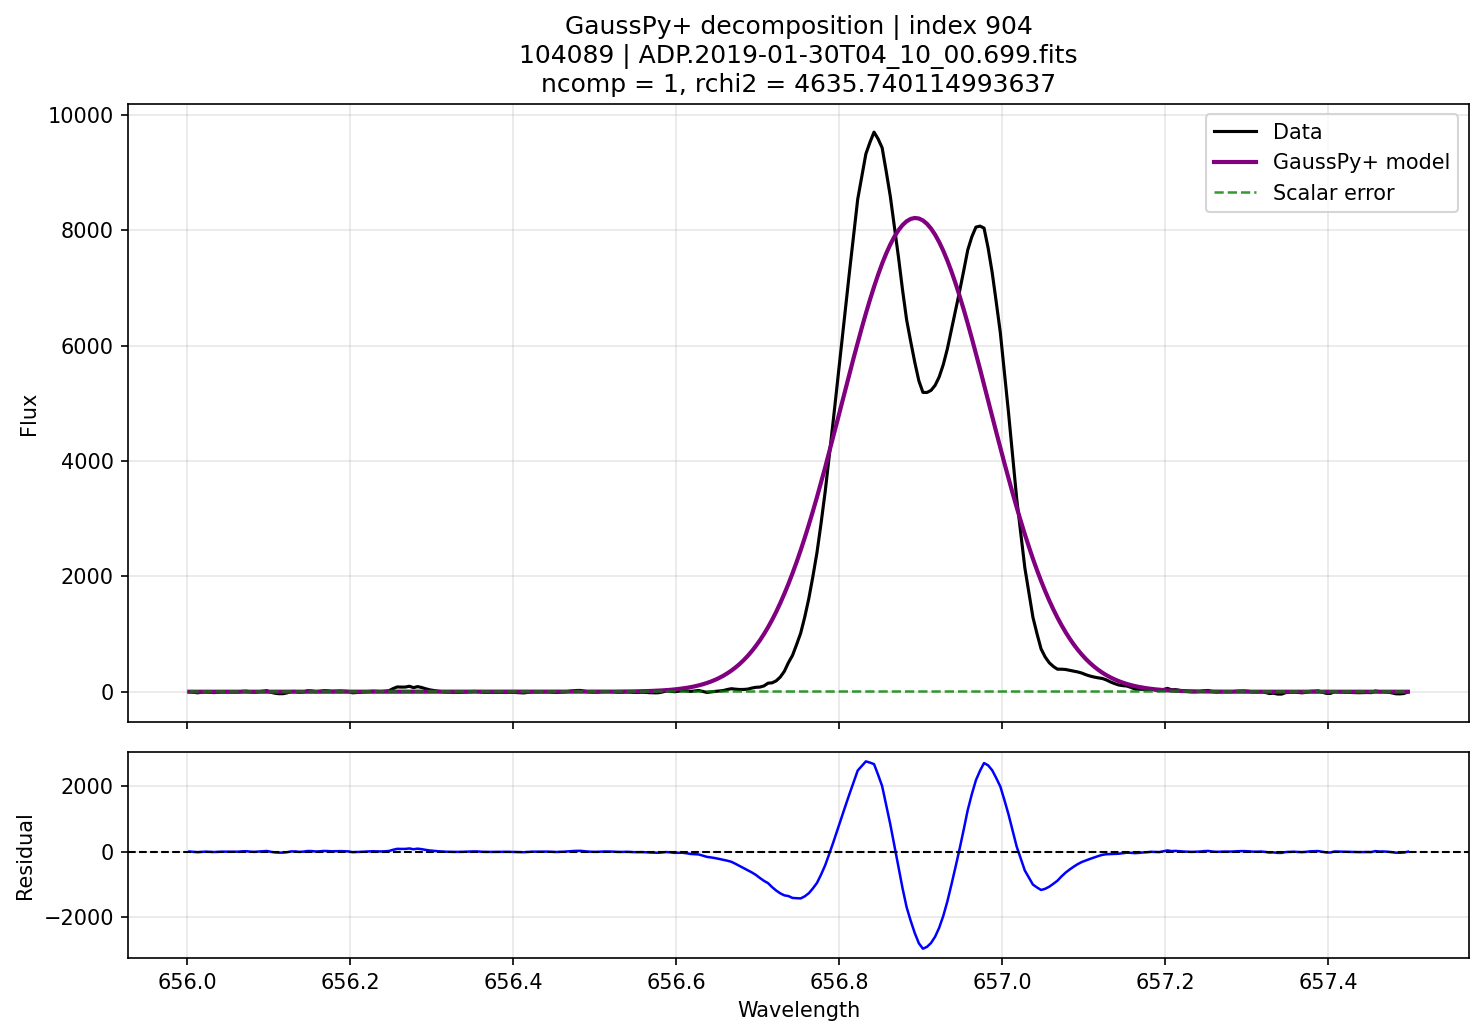 GaussPy+ decomposition | index 904
104089 | ADP.2019-01-30T04_10_00.699.fits
ncomp = 1, rchi2 = 4635.740114993637
10000
8000
6000
4000
2000
0
Flux
Data
GaussPy+ model
Scalar error
2000
0
−2000
Residual
656.0 656.2 656.4 656.6 656.8 657.0 657.2 657.4
Wavelength